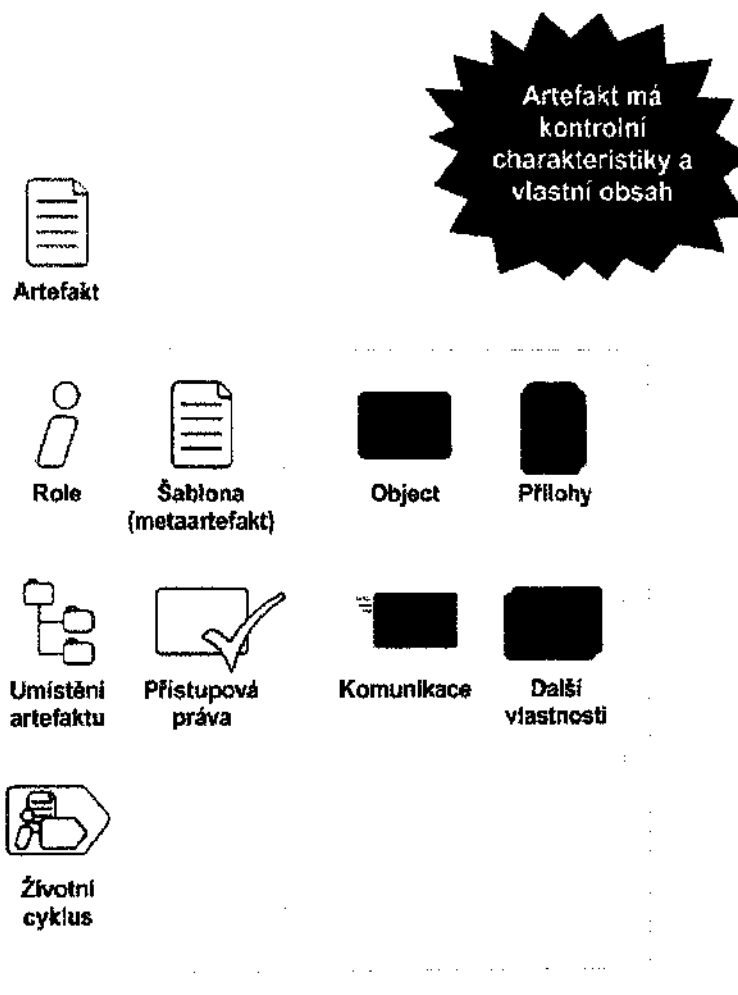 Artefakt má
kontrolní
charakteristiky a
vlastní obsah
Artefakt
Role
Šablona
(metaartefakt)
Object
Přílohy
Umístění
artefaktu
Přístupová
práva
Komunikace
Další
vlastnosti
Životní
cyklus